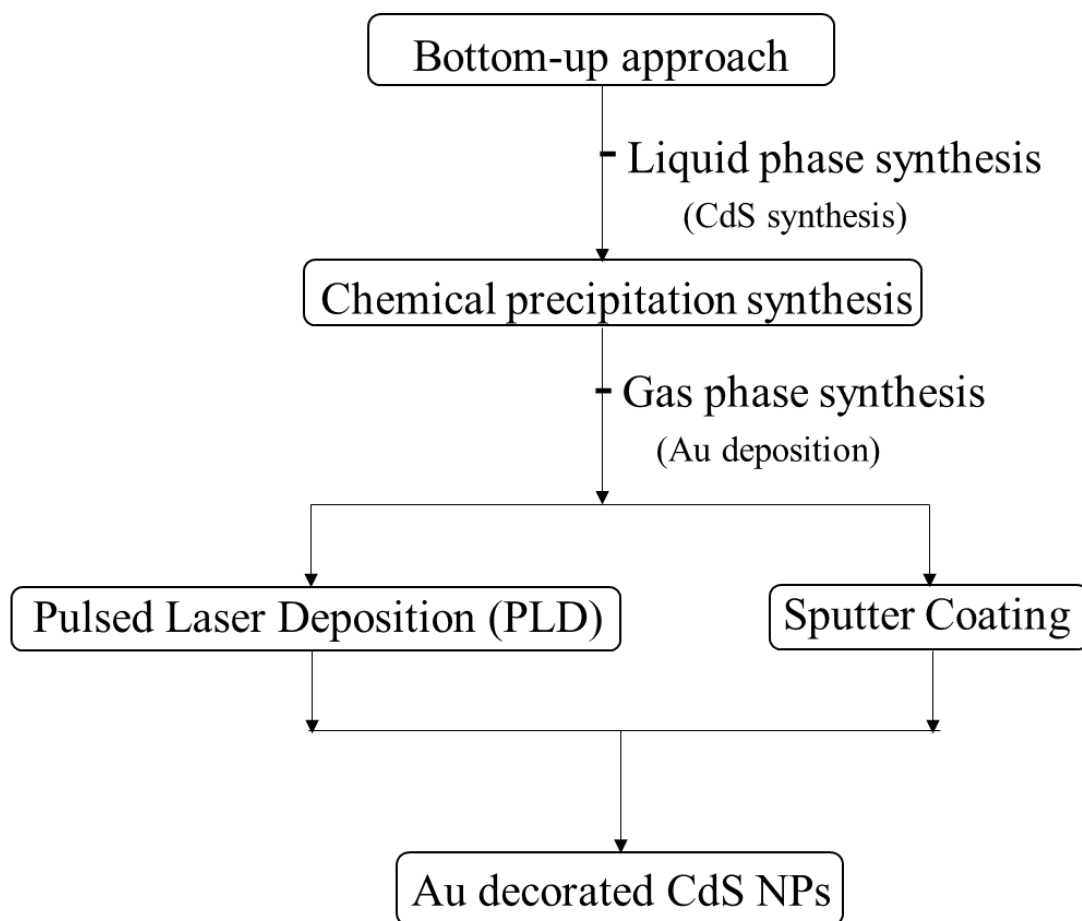 Bottom-up approach
Liquid phase synthesis
(CdS synthesis)
Chemical precipitation synthesis
Gas phase synthesis
(Au deposition)
Pulsed Laser Deposition (PLD)
Sputter Coating
Au decorated CdS NPs